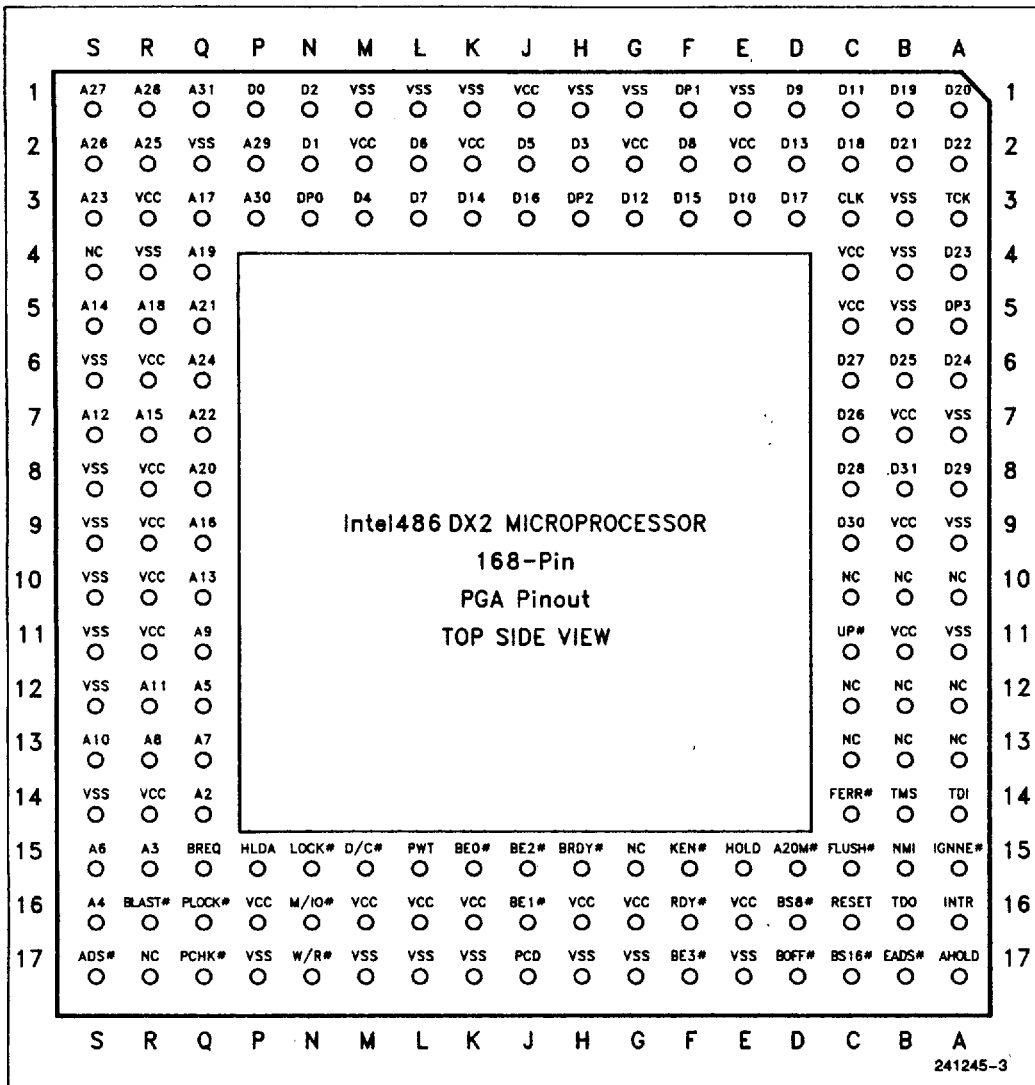 S R Q P N M L K J H G F E D C B A
1 A27 A28 A31 D0 D2 VSS VSS VSS VCC VSS VSS DP1 VSS D9 D11 D19 D20 1
2 A26 A25 VSS A29 D1 VCC D6 VCC D5 D3 VCC D8 VCC D13 D18 D21 D22 2
3 A23 VCC A17 A30 DP0 D4 D7 D14 D16 DP2 D12 D15 D10 D17 CLK VSS TCK 3
4 NC VSS A19 VCC VSS D23 4
5 A14 A18 A21 VCC VSS DP3 5
6 VSS VCC A24 D27 D25 D24 6
7 A12 A15 A22 D26 VCC VSS 7
8 VSS VCC A20 D28 D31 D29 8
9 VSS VCC A16 D30 VCC VSS 9
10 VSS VCC A13 NC NC NC 10
11 VSS VCC A9 UP# VCC VSS 11
12 VSS A11 A5 NC NC NC 12
13 A10 A8 A7 NC NC NC 13
14 VSS VCC A2 FERR# TMS TDI 14
Intel486 DX2 MICROPROCESSOR
168-Pin
PGA Pinout
TOP SIDE VIEW
15 A6 A3 BREQ HLDA LOCK# D/C# PWT BE0# BE2# BRDY# NC KEN# HOLD A20M# FLUSH# NMI IGNNE# 15
16 A4 BLAST# PLOCK# VCC M/IO# VCC VCC VCC BE1# VCC VCC RDY# VCC BS8# RESET TDO INTR 16
17 ADS# NC PCHK# VSS W/R# VSS VSS VSS PCD VSS VSS BE3# VSS BOFF# BS16# EADS# AHOLD 17
S R Q P N M L K J H G F E D C B A
241245-3